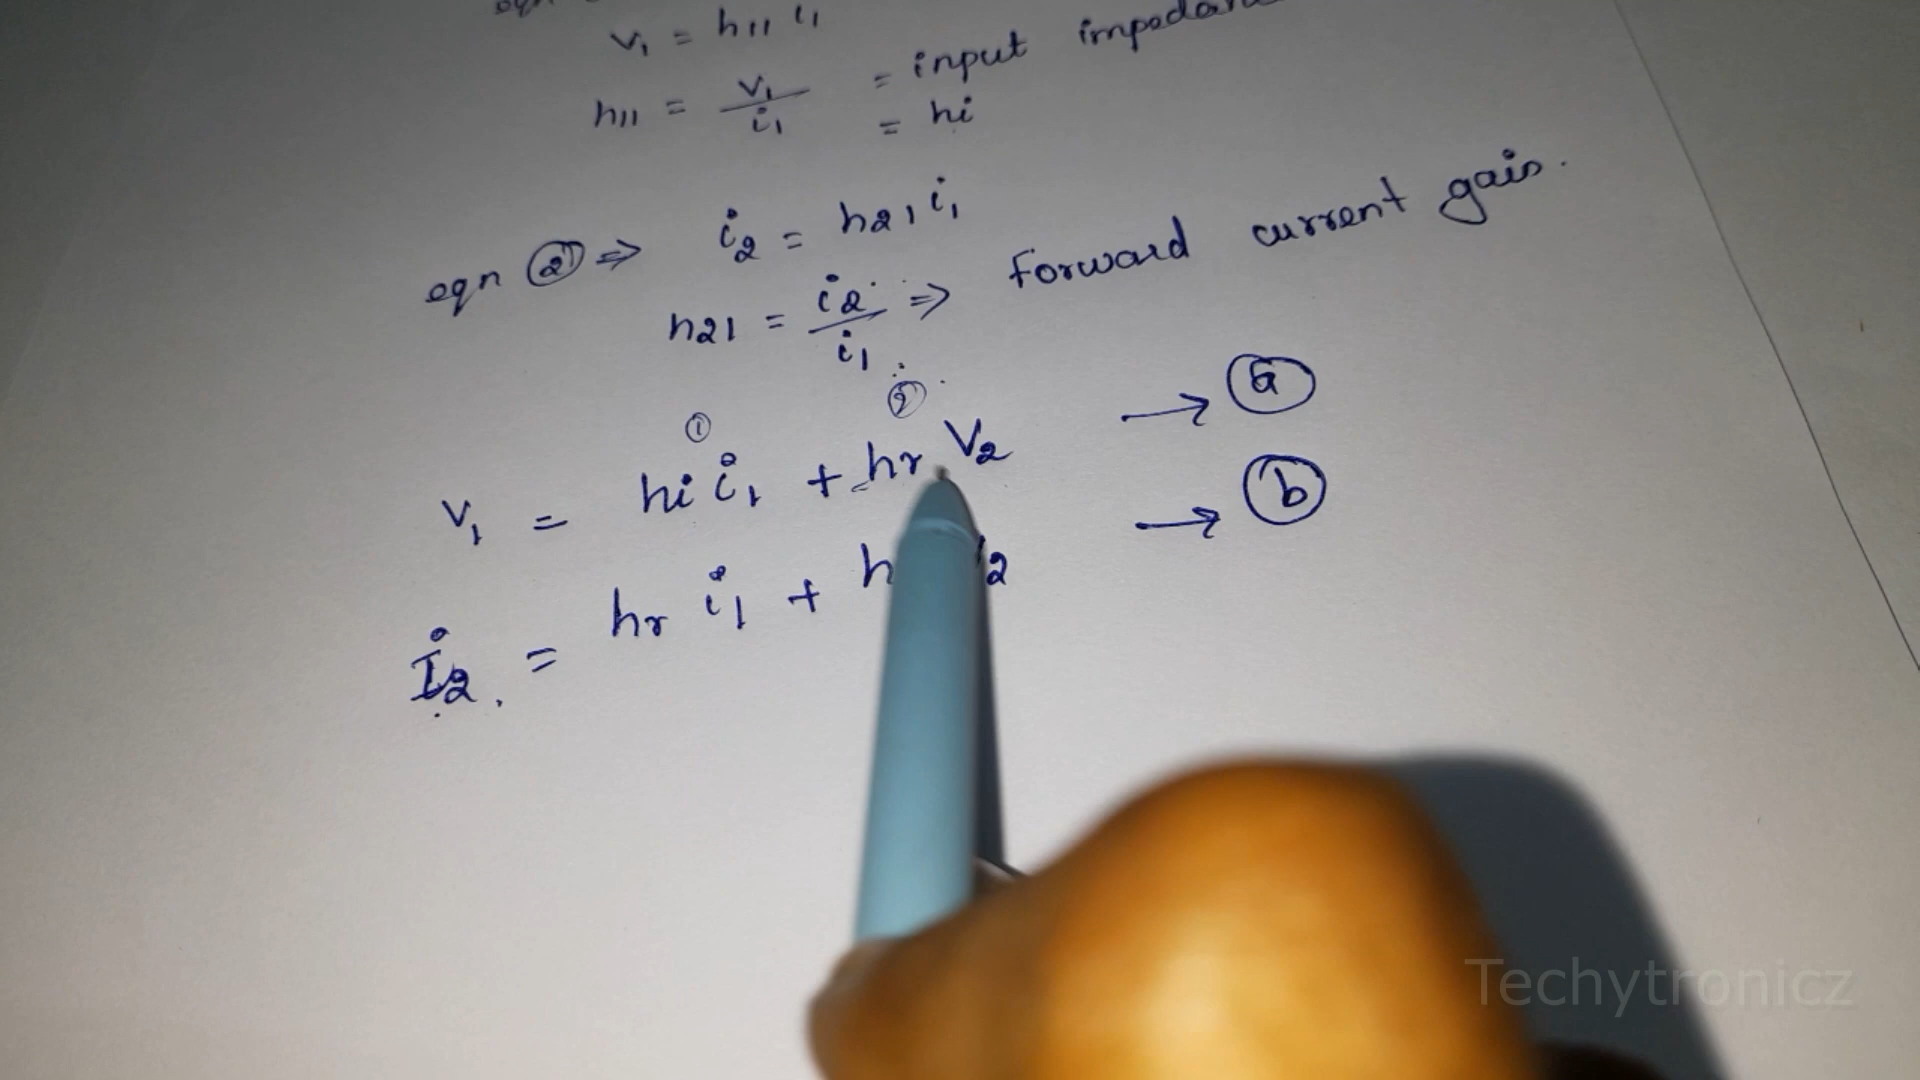 v1 = h11 i1
h11 = v1/i1 = input
= hi
eqn ② ⇒ i2 = h21 i1
h21 = i2/i1 ⇒ Forward current gain.
① ②
v1 = hi i1 + hr V2 → ⓐ
I2 = hr i1 + → ⓑ
Techytronicz